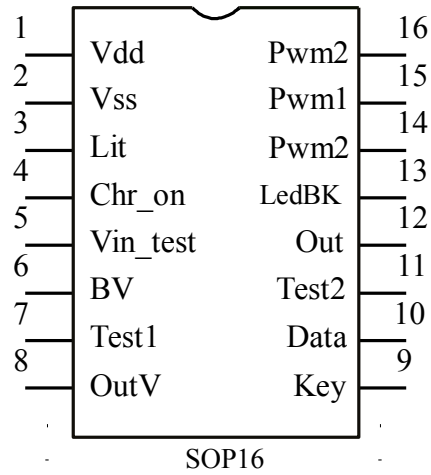 1 Vdd Pwm2 16
2 Vss Pwm1 15
3 Lit Pwm2 14
4 Chr_on LedBK 13
5 Vin_test Out 12
6 BV Test2 11
7 Test1 Data 10
8 OutV Key 9
SOP16